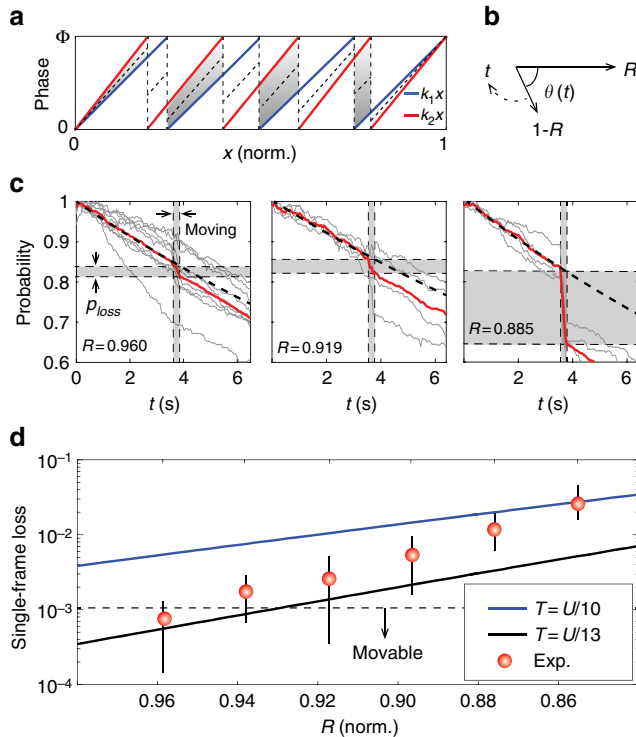 a
Φ
Phase
0
0
x (norm.)
1
k₁x
k₂x
b
t
R
θ (t)
1-R
c
Probability
1
0.9
0.8
0.7
0.6
Moving
p_loss
R=0.960
R=0.919
R=0.885
0 2 4 6
0 2 4 6
0 2 4 6
t (s)
t (s)
t (s)
d
Single-frame loss
10⁻¹
10⁻²
10⁻³
10⁻⁴
Movable
T=U/10
T=U/13
Exp.
0.96 0.94 0.92 0.90 0.88 0.86
R (norm.)